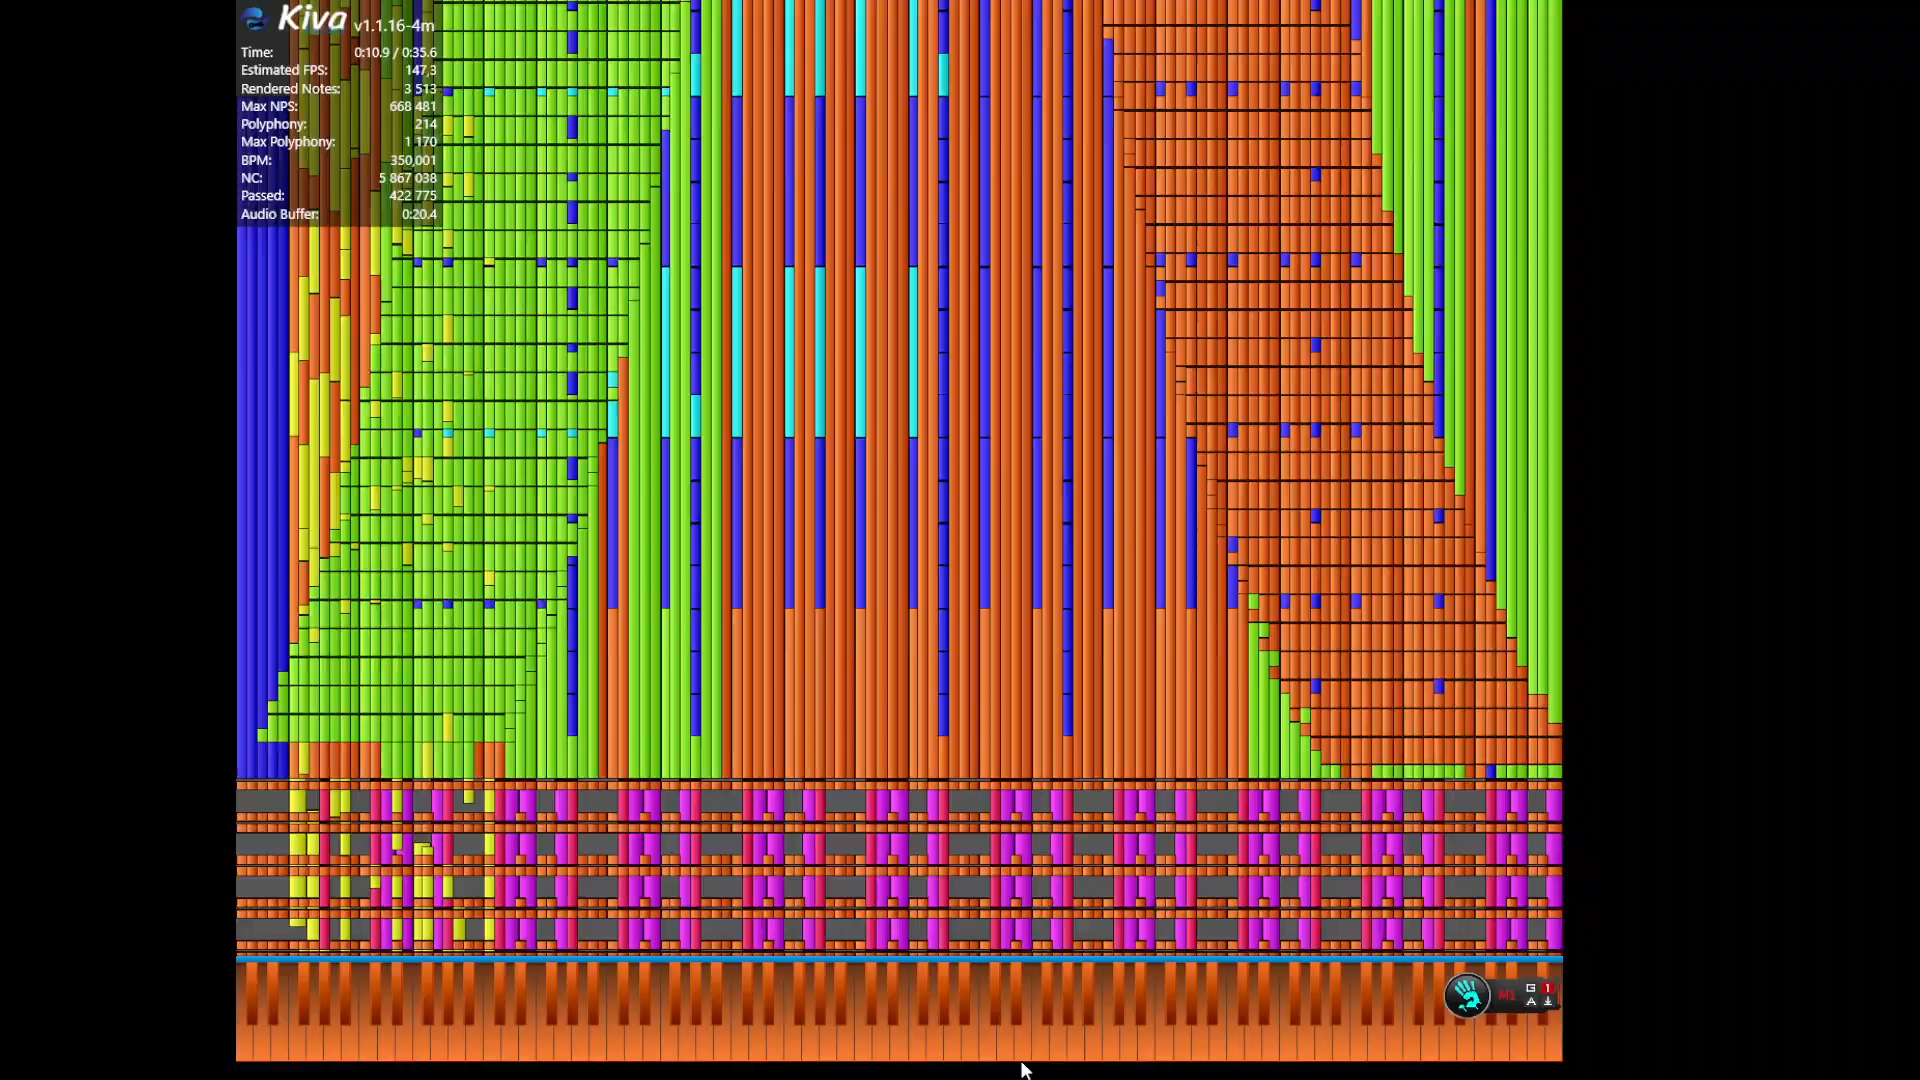 Kiva v1.1.16-4m
Time: 0:10.9 / 0:35.6
Estimated FPS: 147,3
Rendered Notes: 3 513
Max NPS: 668 481
Polyphony: 214
Max Polyphony: 1 170
BPM: 350,001
NC: 5 867 038
Passed: 422 775
Audio Buffer: 0:20.4
M1 G 1
A